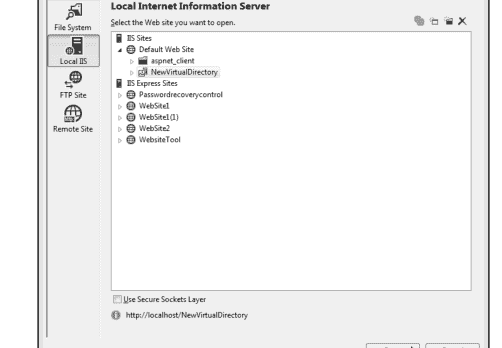 Local Internet Information Server
Select the Web site you want to open.
File System
Local IIS
FTP Site
Remote Site
IIS Sites
Default Web Site
aspnet_client
NewVirtualDirectory
IIS Express Sites
Passwordrecoverycontrol
WebSite1
WebSite1(1)
WebSite2
WebsiteTool
Use Secure Sockets Layer
http://localhost/NewVirtualDirectory